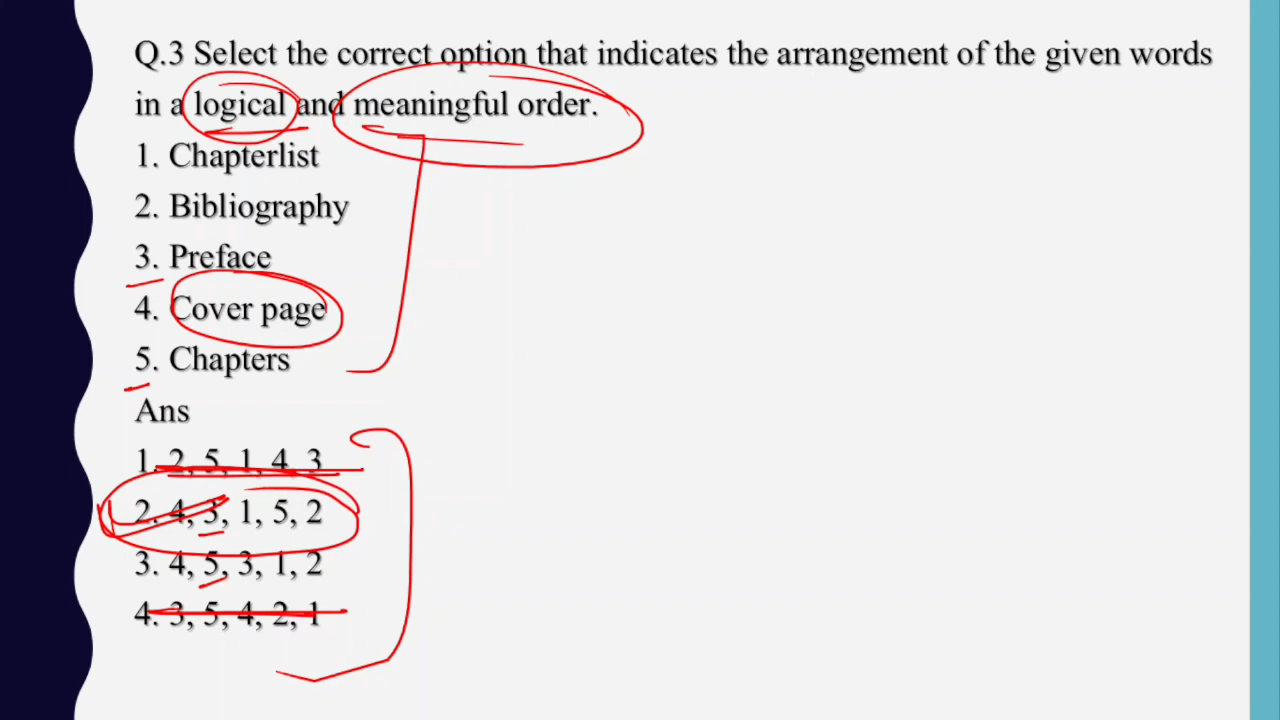 Q.3 Select the correct option that indicates the arrangement of the given words
in a logical and meaningful order.
1. Chapterlist
2. Bibliography
3. Preface
4. Cover page
5. Chapters
Ans
1. 2, 5, 1, 4, 3
2. 4, 3, 1, 5, 2
3. 4, 5, 3, 1, 2
4. 3, 5, 4, 2, 1